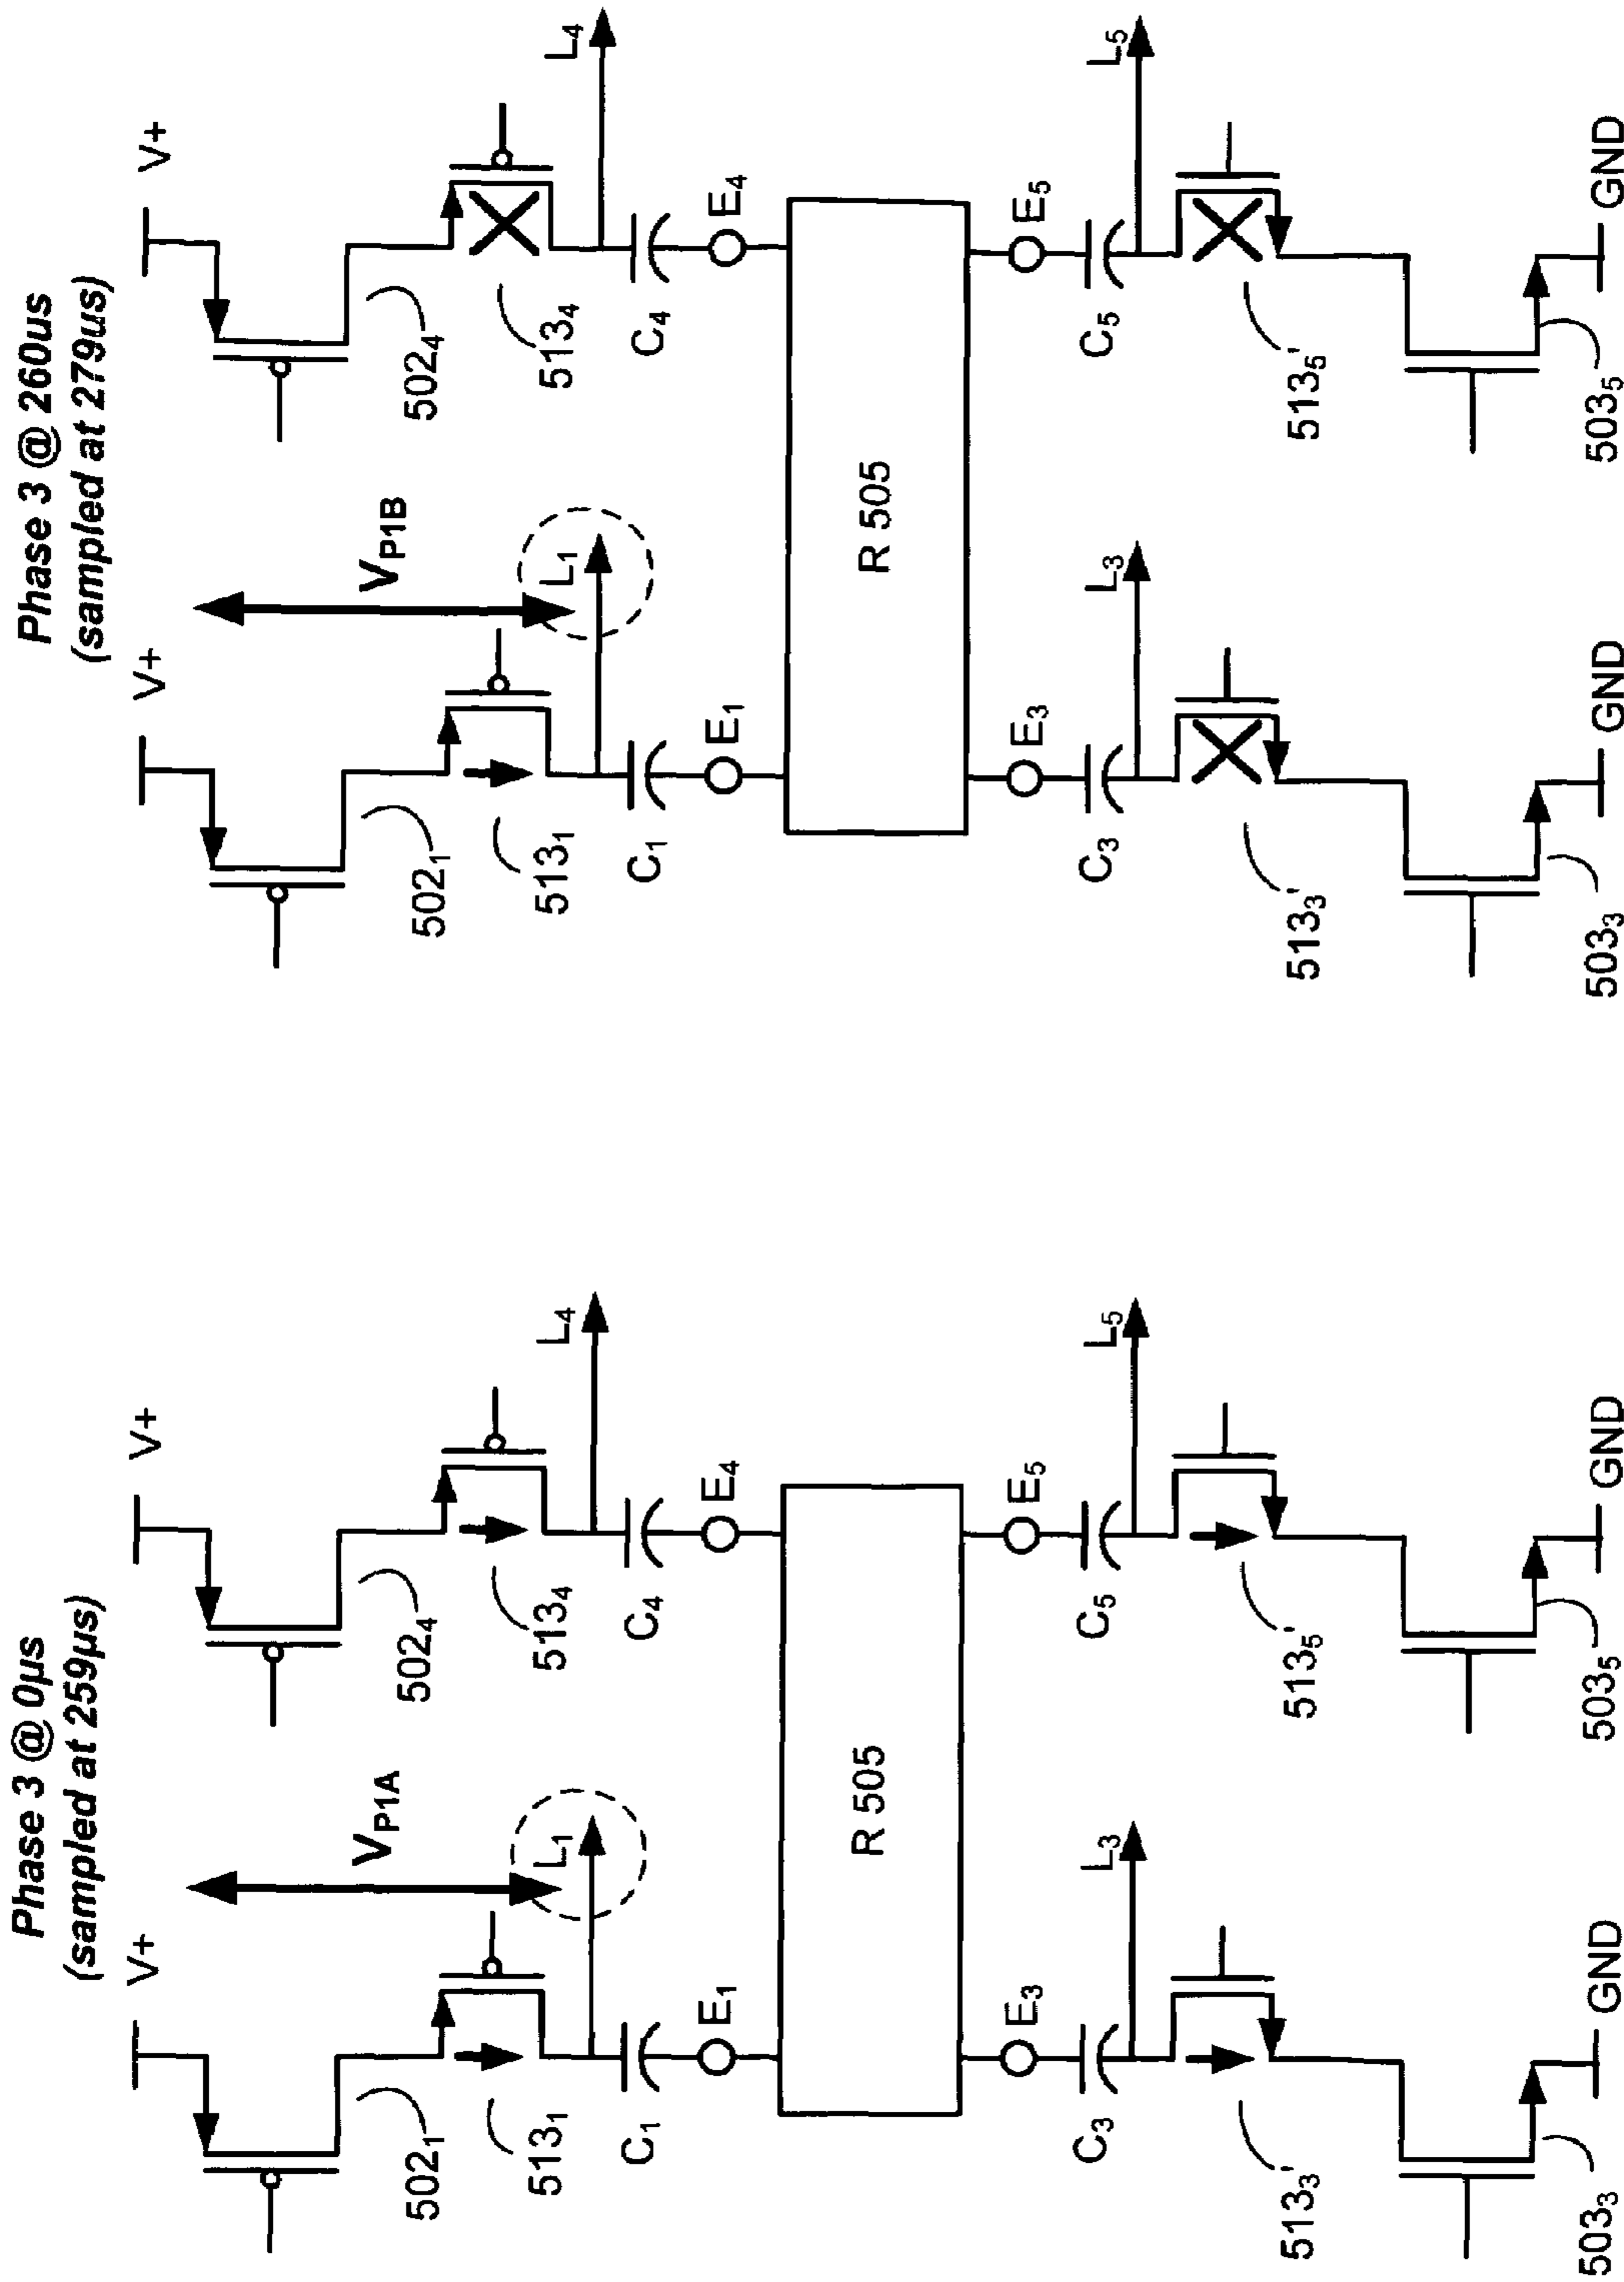 Phase 3 @ 0µs
(sampled at 259µs)
V+
V+
V_P1A
502₁
502₄
513₁
513₄
L₁
L₄
C₁
C₄
E₁
E₄
R 505
E₃
E₅
C₃
C₅
L₃
L₅
513₃'
513₅'
503₃
503₅
GND
GND
Phase 3 @ 260us
(sampled at 279us)
V+
V+
V_P1B
502₁
502₄
513₁
513₄
L₁
L₄
C₁
C₄
E₁
E₄
R 505
E₃
E₅
C₃
C₅
L₃
L₅
513₃'
513₅'
503₃
503₅
GND
GND